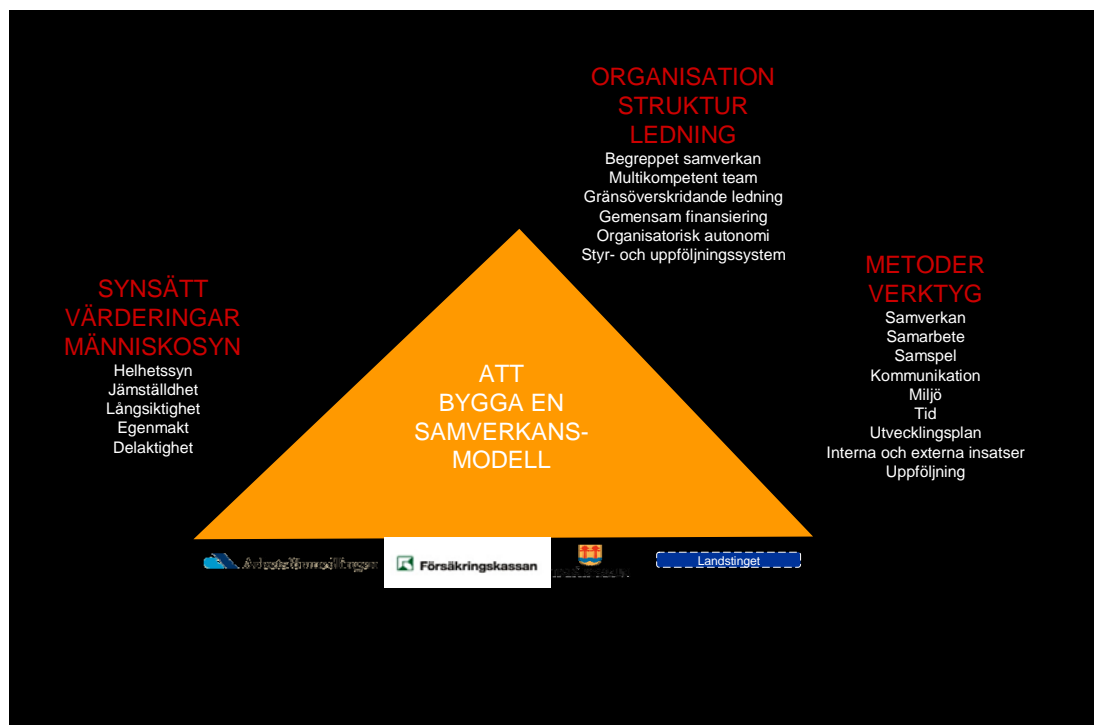 ORGANISATION
STRUKTUR
LEDNING
Begreppet samverkan
Multikompetent team
Gränsöverskridande ledning
Gemensam finansiering
Organisatorisk autonomi
Styr- och uppföljningssystem
SYNSÄTT
VÄRDERINGAR
MÄNNISKOSYN
Helhetssyn
Jämställdhet
Långsiktighet
Egenmakt
Delaktighet
METODER
VERKTYG
Samverkan
Samarbete
Samspel
Kommunikation
Miljö
Tid
Utvecklingsplan
Interna och externa insatser
Uppföljning
ATT
BYGGA EN
SAMVERKANS-
MODELL
Arbetsförmedlingen
Försäkringskassan
Landstinget